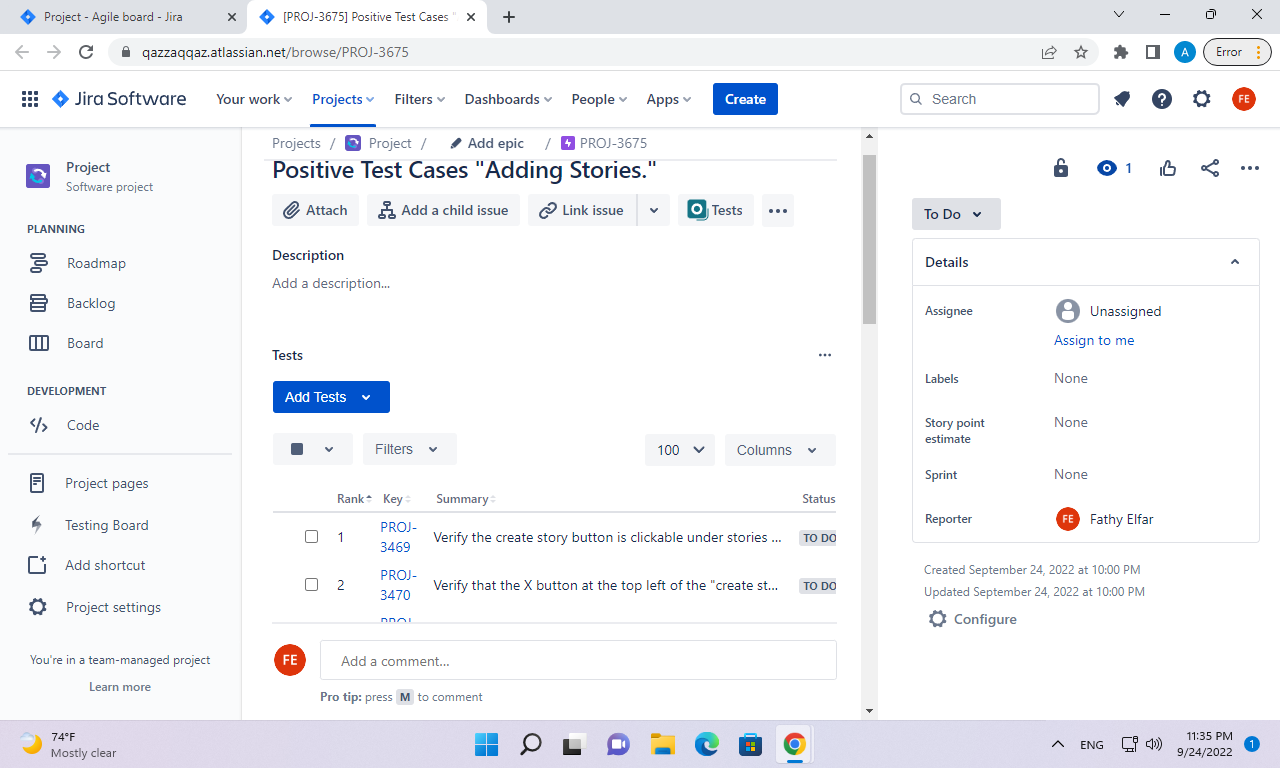 Project - Agile board - Jira
[PROJ-3675] Positive Test Cases "
qazzaqqaz.atlassian.net/browse/PROJ-3675
A
Error
Jira Software
Your work
Projects
Filters
Dashboards
People
Apps
Create
Search
FE
Project
Software project
PLANNING
Roadmap
Backlog
Board
DEVELOPMENT
Code
Project pages
Testing Board
Add shortcut
Project settings
You're in a team-managed project
Learn more
Projects / Project / Add epic / PROJ-3675
Positive Test Cases "Adding Stories."
Attach
Add a child issue
Link issue
Tests
Description
Add a description...
Tests
Add Tests
Filters
100
Columns
Rank Key Summary Status
1 PROJ-3469 Verify the create story button is clickable under stories ... TO DO
2 PROJ-3470 Verify that the X button at the top left of the "create st... TO DO
PROJ-
FE
Add a comment...
Pro tip: press M to comment
1
To Do
Details
Assignee
Unassigned
Assign to me
Labels
None
Story point estimate
None
Sprint
None
Reporter
FE
Fathy Elfar
Created September 24, 2022 at 10:00 PM
Updated September 24, 2022 at 10:00 PM
Configure
74°F
Mostly clear
ENG
11:35 PM
9/24/2022
1